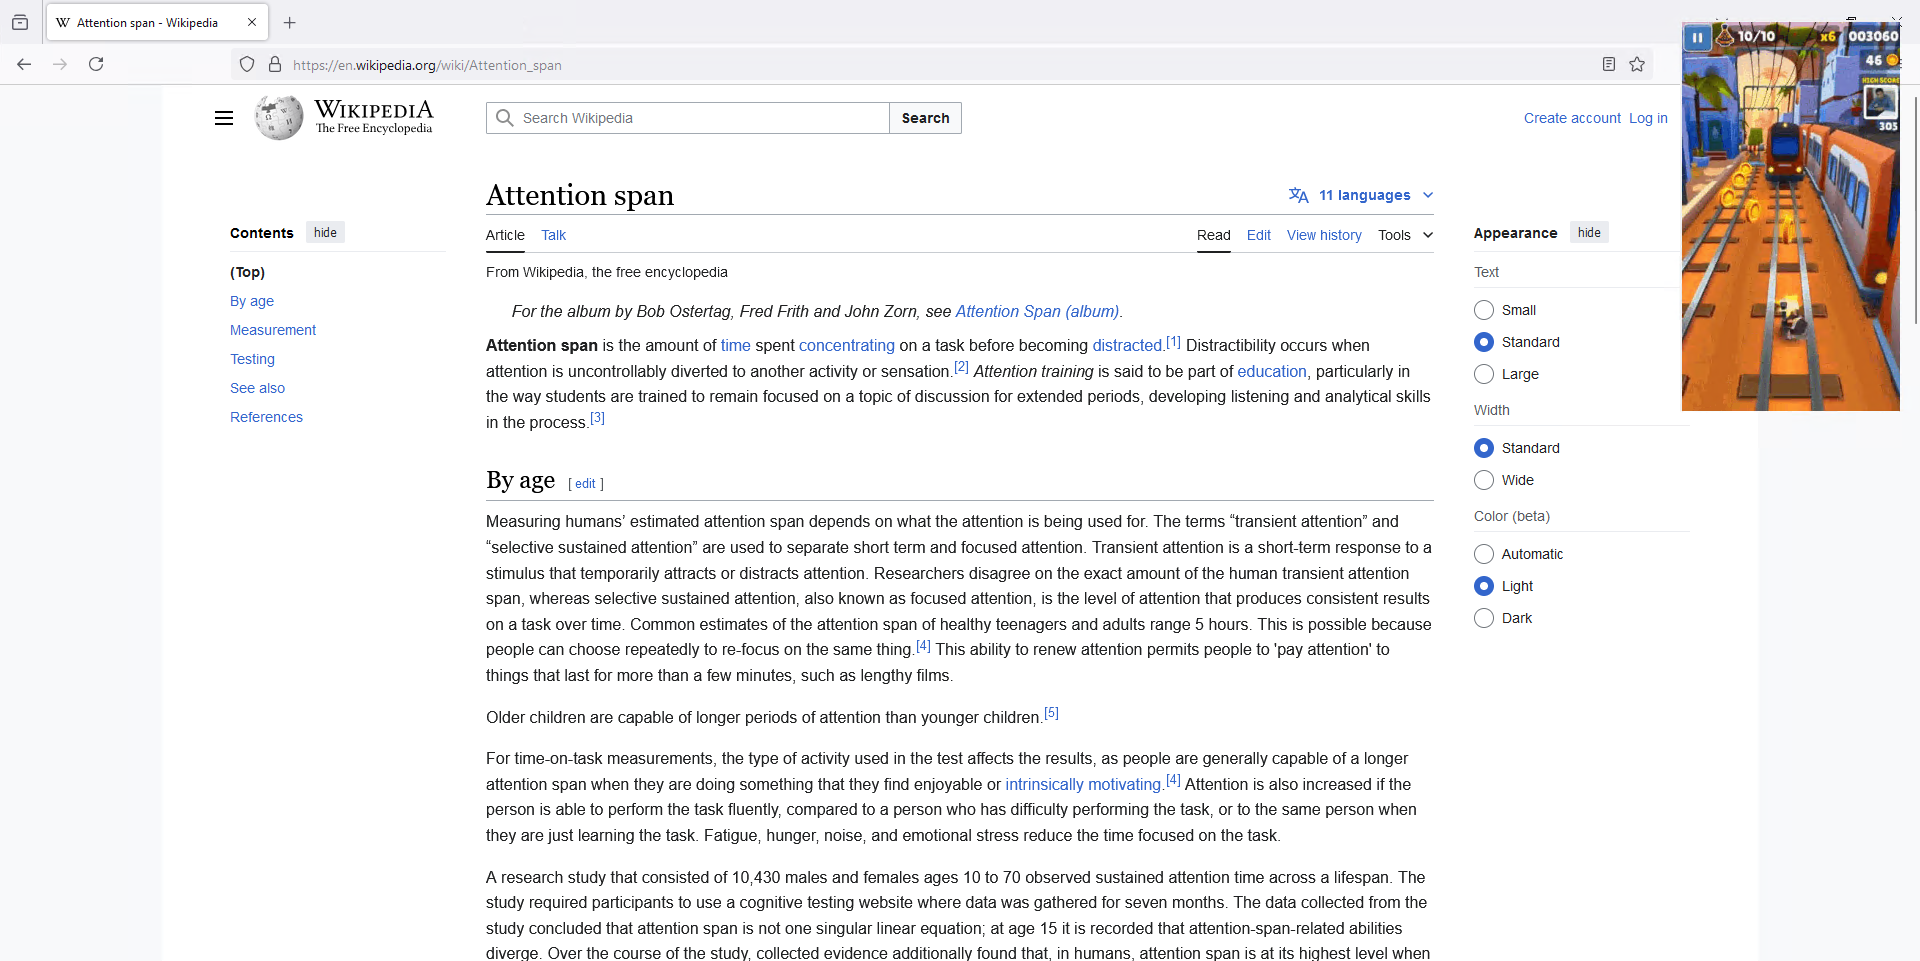 Attention span - Wikipedia
https://en.wikipedia.org/wiki/Attention_span
10/10 x6 003060
46
HIGH SCORE
305
WIKIPEDIA
The Free Encyclopedia
Search Wikipedia
Search
Create account Log in
Contents hide
(Top)
By age
Measurement
Testing
See also
References
Attention span
文A 11 languages
Article Talk
Read Edit View history Tools
From Wikipedia, the free encyclopedia
For the album by Bob Ostertag, Fred Frith and John Zorn, see Attention Span (album).
Attention span is the amount of time spent concentrating on a task before becoming distracted.[1] Distractibility occurs when
attention is uncontrollably diverted to another activity or sensation.[2] Attention training is said to be part of education, particularly in
the way students are trained to remain focused on a topic of discussion for extended periods, developing listening and analytical skills
in the process.[3]
By age [ edit ]
Measuring humans’ estimated attention span depends on what the attention is being used for. The terms “transient attention” and
“selective sustained attention” are used to separate short term and focused attention. Transient attention is a short-term response to a
stimulus that temporarily attracts or distracts attention. Researchers disagree on the exact amount of the human transient attention
span, whereas selective sustained attention, also known as focused attention, is the level of attention that produces consistent results
on a task over time. Common estimates of the attention span of healthy teenagers and adults range 5 hours. This is possible because
people can choose repeatedly to re-focus on the same thing.[4] This ability to renew attention permits people to 'pay attention' to
things that last for more than a few minutes, such as lengthy films.
Older children are capable of longer periods of attention than younger children.[5]
For time-on-task measurements, the type of activity used in the test affects the results, as people are generally capable of a longer
attention span when they are doing something that they find enjoyable or intrinsically motivating.[4] Attention is also increased if the
person is able to perform the task fluently, compared to a person who has difficulty performing the task, or to the same person when
they are just learning the task. Fatigue, hunger, noise, and emotional stress reduce the time focused on the task.
A research study that consisted of 10,430 males and females ages 10 to 70 observed sustained attention time across a lifespan. The
study required participants to use a cognitive testing website where data was gathered for seven months. The data collected from the
study concluded that attention span is not one singular linear equation; at age 15 it is recorded that attention-span-related abilities
diverge. Over the course of the study, collected evidence additionally found that, in humans, attention span is at its highest level when
Appearance hide
Text
Small
Standard
Large
Width
Standard
Wide
Color (beta)
Automatic
Light
Dark